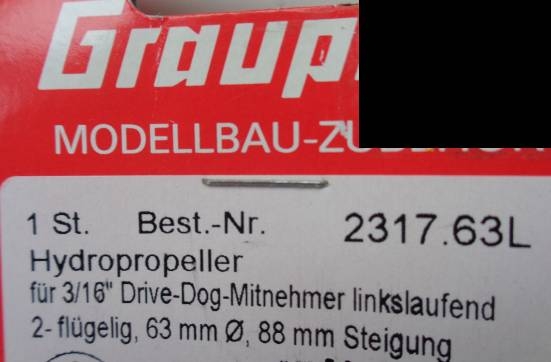 Graup
MODELLBAU-ZUBEHÖR
1 St. Best.-Nr. 2317.63L
Hydropropeller
für 3/16" Drive-Dog-Mitnehmer linkslaufend
2- flügelig, 63 mm Ø, 88 mm Steigung